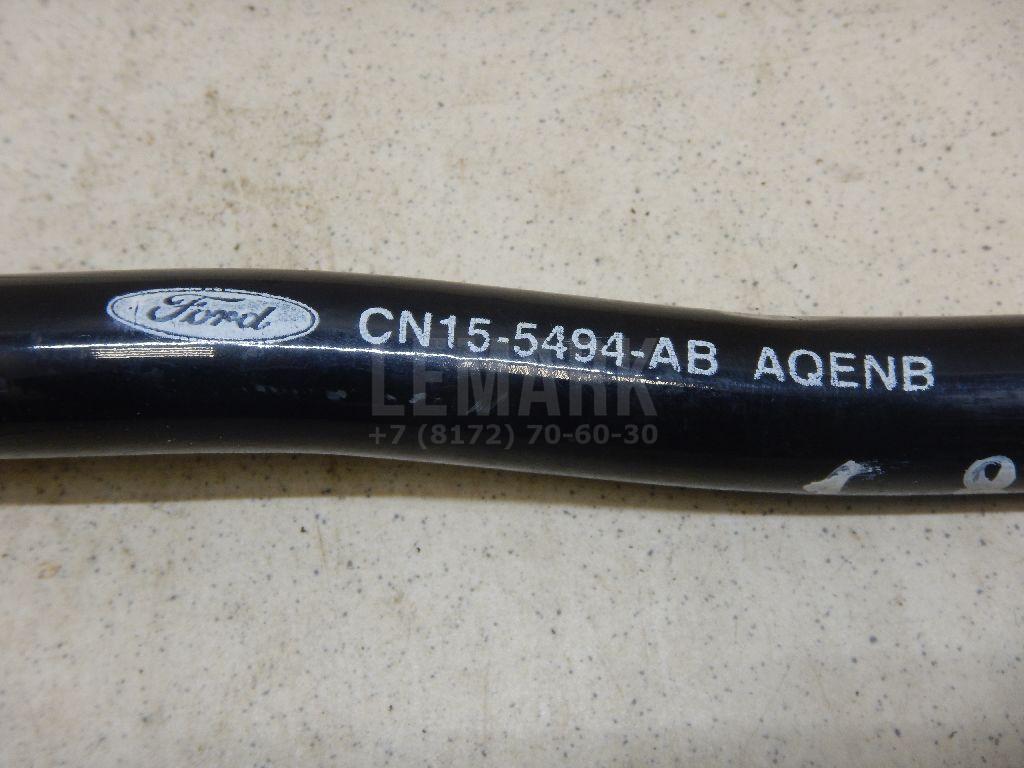 Ford CN15-5494-AB AQENB
LEMARK
+7 (8172) 70-60-30